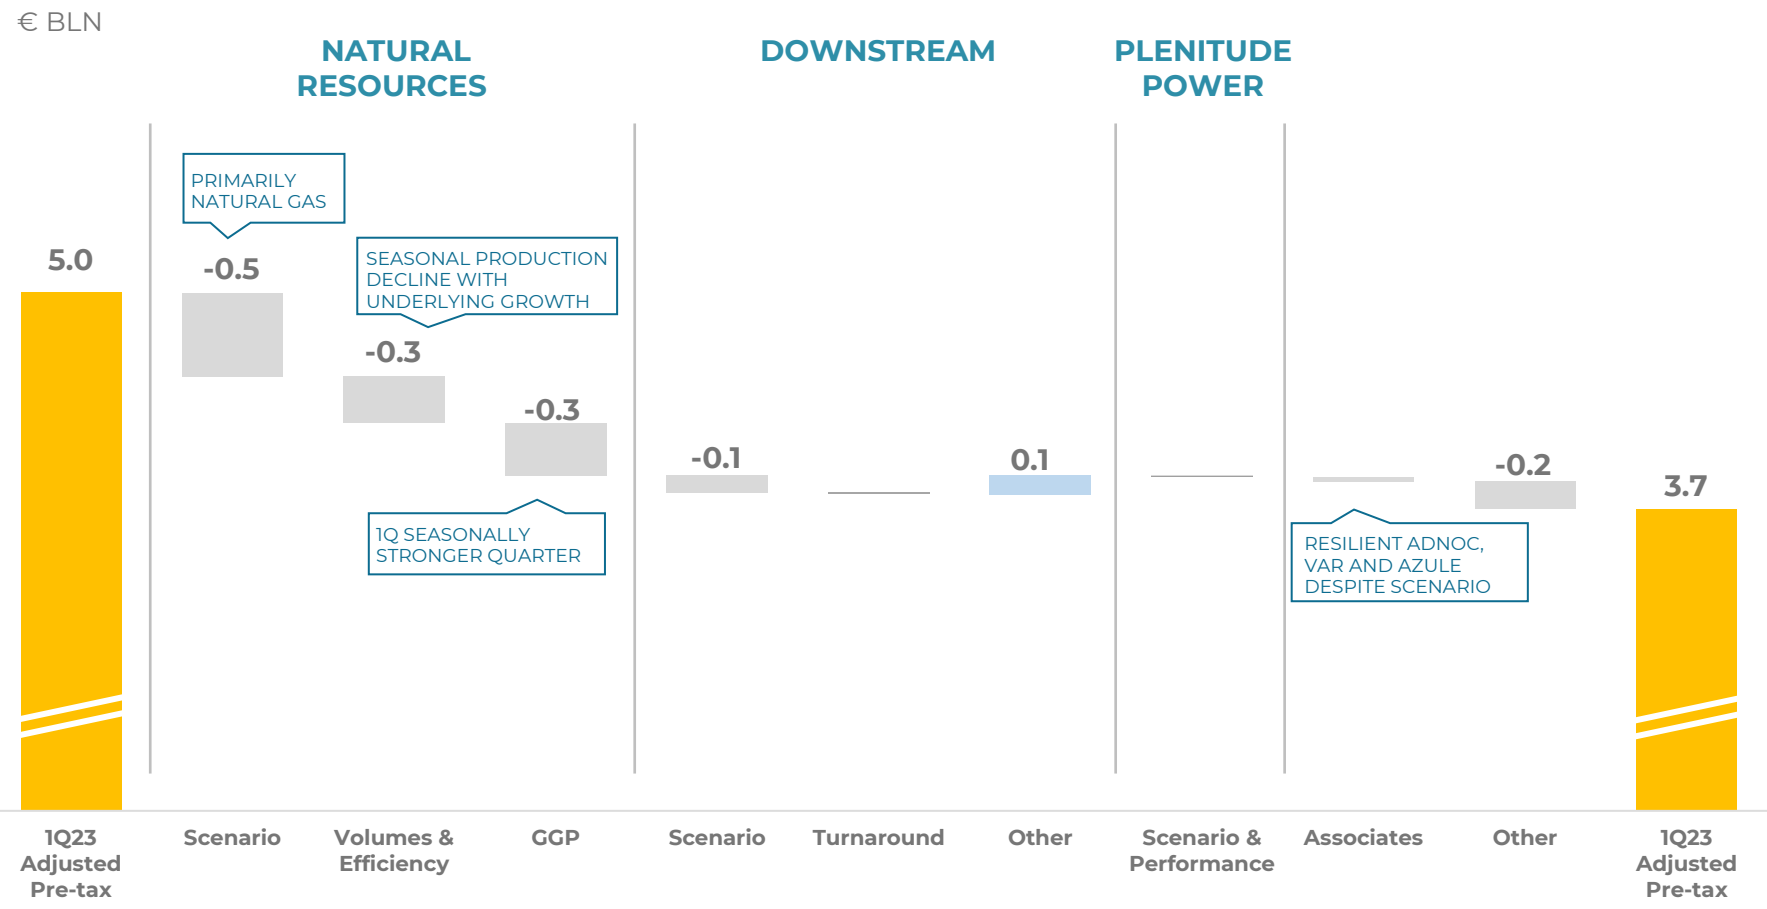 € BLN
NATURAL
RESOURCES
DOWNSTREAM
PLENITUDE
POWER
PRIMARILY
NATURAL GAS
SEASONAL PRODUCTION
DECLINE WITH
UNDERLYING GROWTH
5.0
-0.5
-0.3
-0.3
-0.1
0.1
-0.2
3.7
1Q SEASONALLY
STRONGER QUARTER
RESILIENT ADNOC,
VAR AND AZULE
DESPITE SCENARIO
1Q23
Adjusted
Pre-tax
Scenario
Volumes &
Efficiency
GGP
Scenario
Turnaround
Other
Scenario &
Performance
Associates
Other
1Q23
Adjusted
Pre-tax